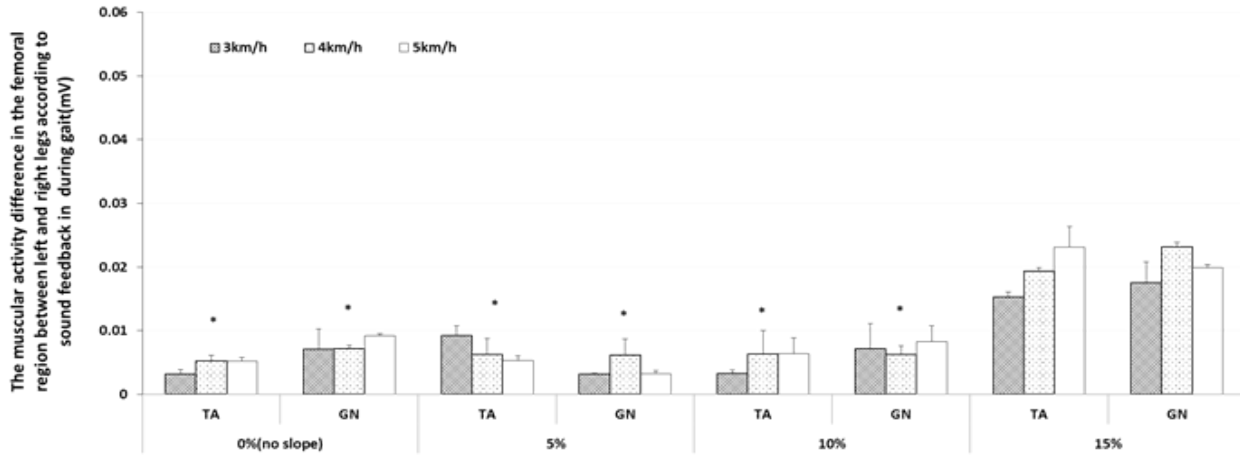 The muscular activity difference in the femoral
region between left and right legs according to
sound feedback in during gait(mV)
0.06
0.05
0.04
0.03
0.02
0.01
0
3km/h 4km/h 5km/h
* * * * * *
TA GN TA GN TA GN TA GN
0%(no slope) 5% 10% 15%